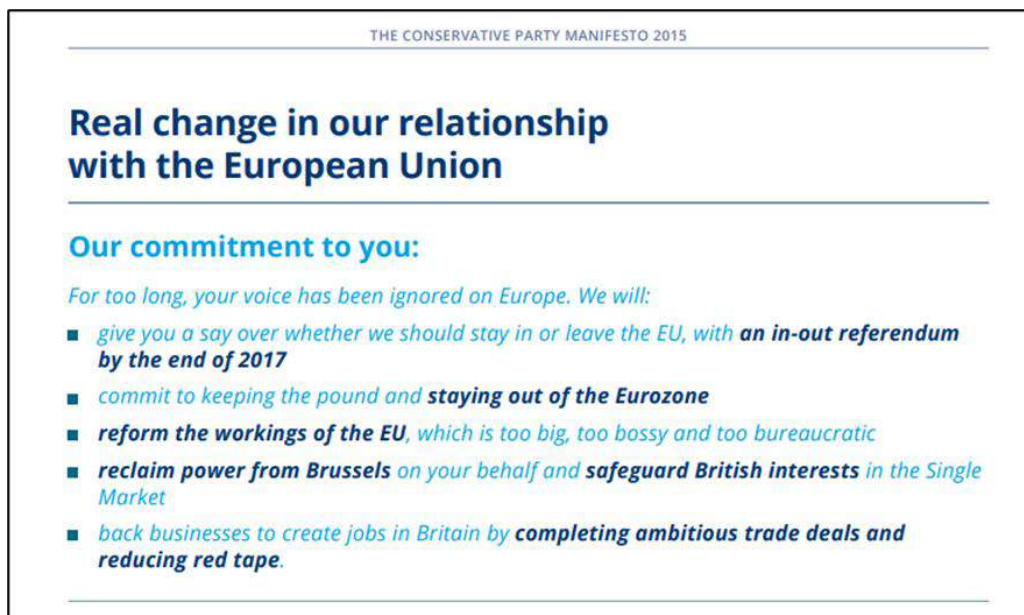 THE CONSERVATIVE PARTY MANIFESTO 2015
Real change in our relationship
with the European Union
Our commitment to you:
For too long, your voice has been ignored on Europe. We will:
give you a say over whether we should stay in or leave the EU, with an in-out referendum
by the end of 2017
commit to keeping the pound and staying out of the Eurozone
reform the workings of the EU, which is too big, too bossy and too bureaucratic
reclaim power from Brussels on your behalf and safeguard British interests in the Single
Market
back businesses to create jobs in Britain by completing ambitious trade deals and
reducing red tape.